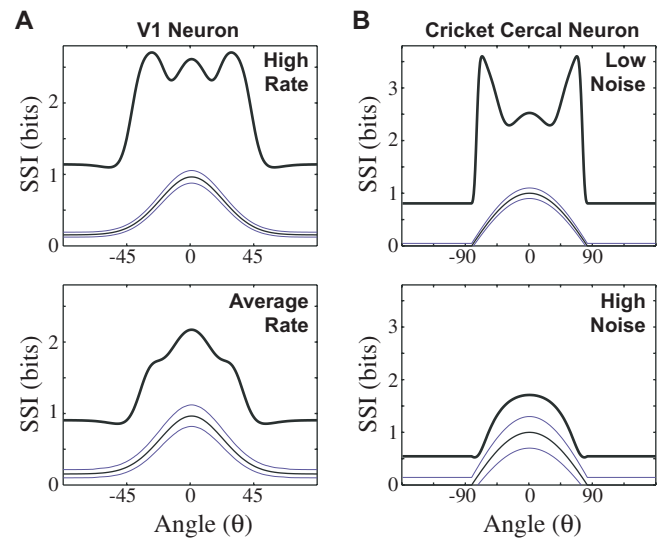 A
V1 Neuron
High
Rate
SSI (bits)
2
1
0
-45
0
45
Average
Rate
SSI (bits)
2
1
0
-45
0
45
Angle (θ)
B
Cricket Cercal Neuron
Low
Noise
SSI (bits)
3
2
1
0
-90
0
90
High
Noise
SSI (bits)
3
2
1
0
-90
0
90
Angle (θ)